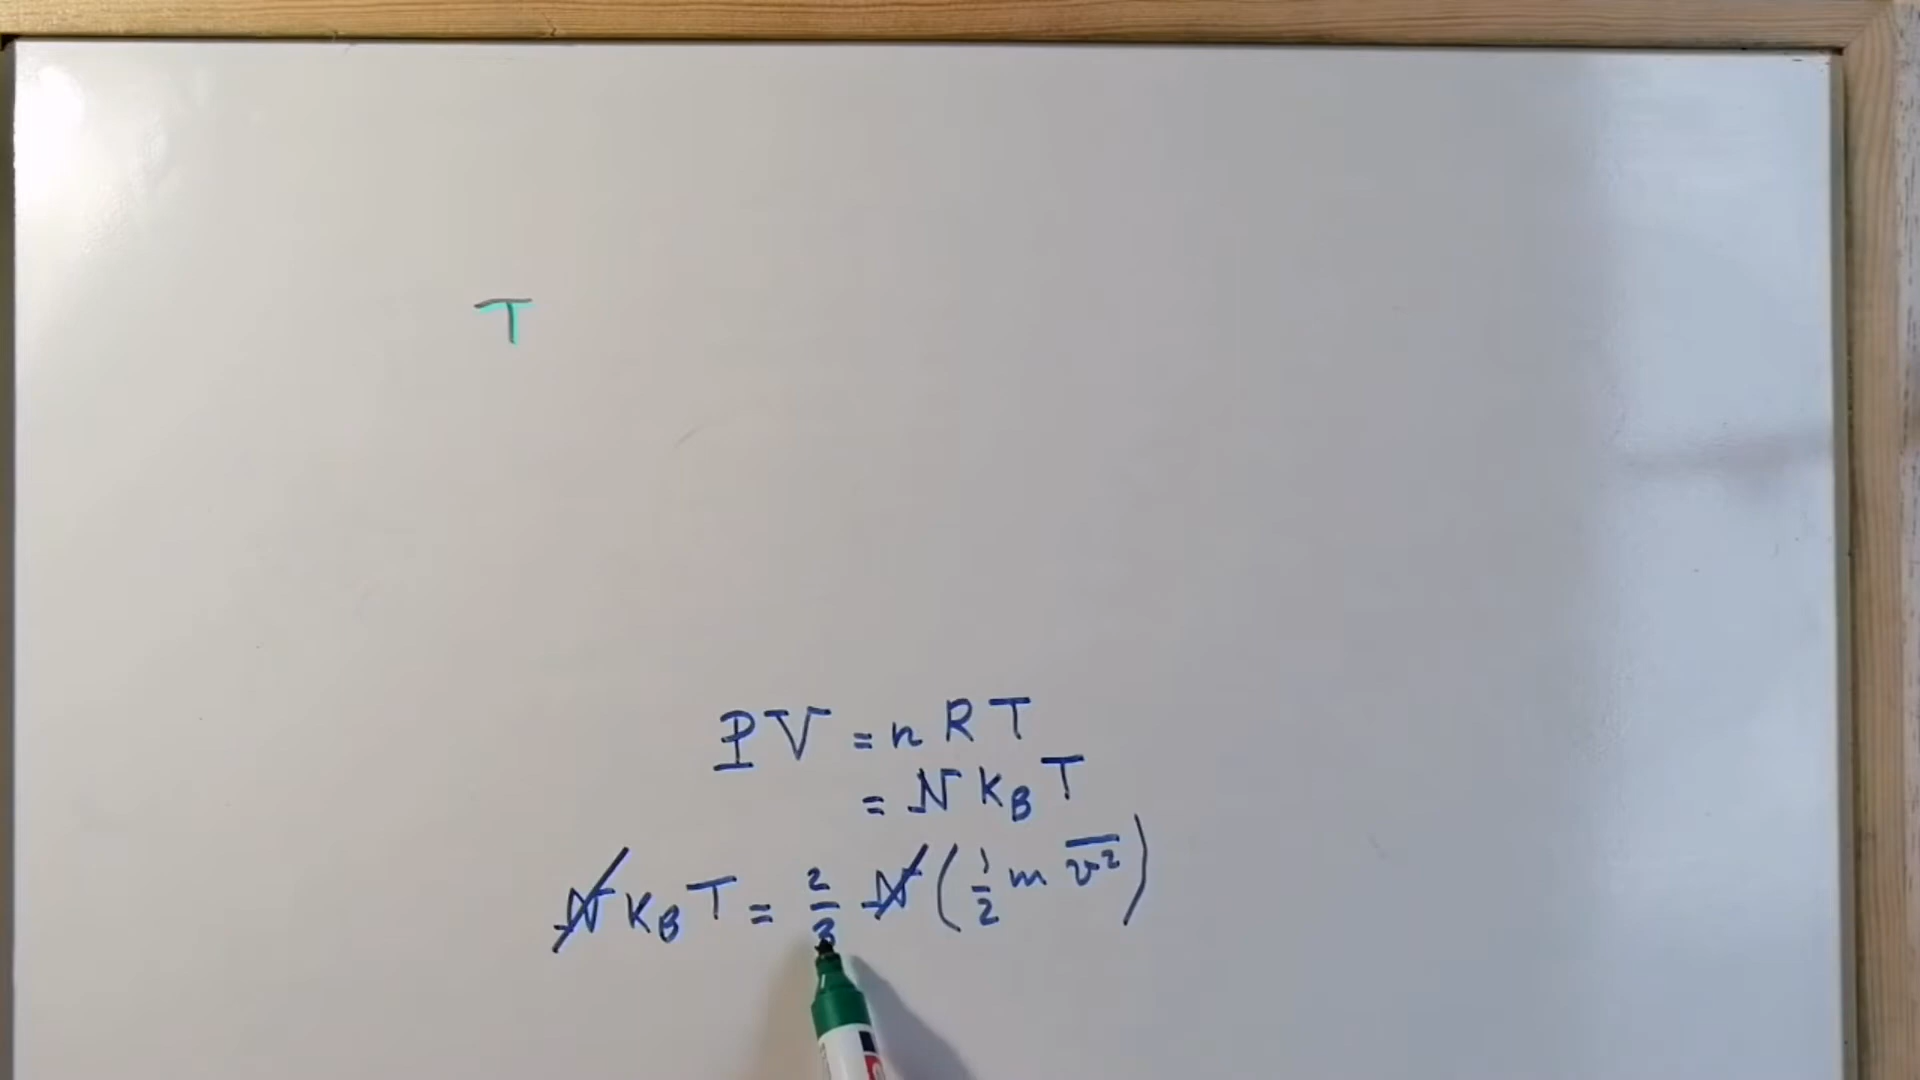 T
PV = nRT
= N K_B T
N K_B T = 2/3 N (1/2 m v̅²)